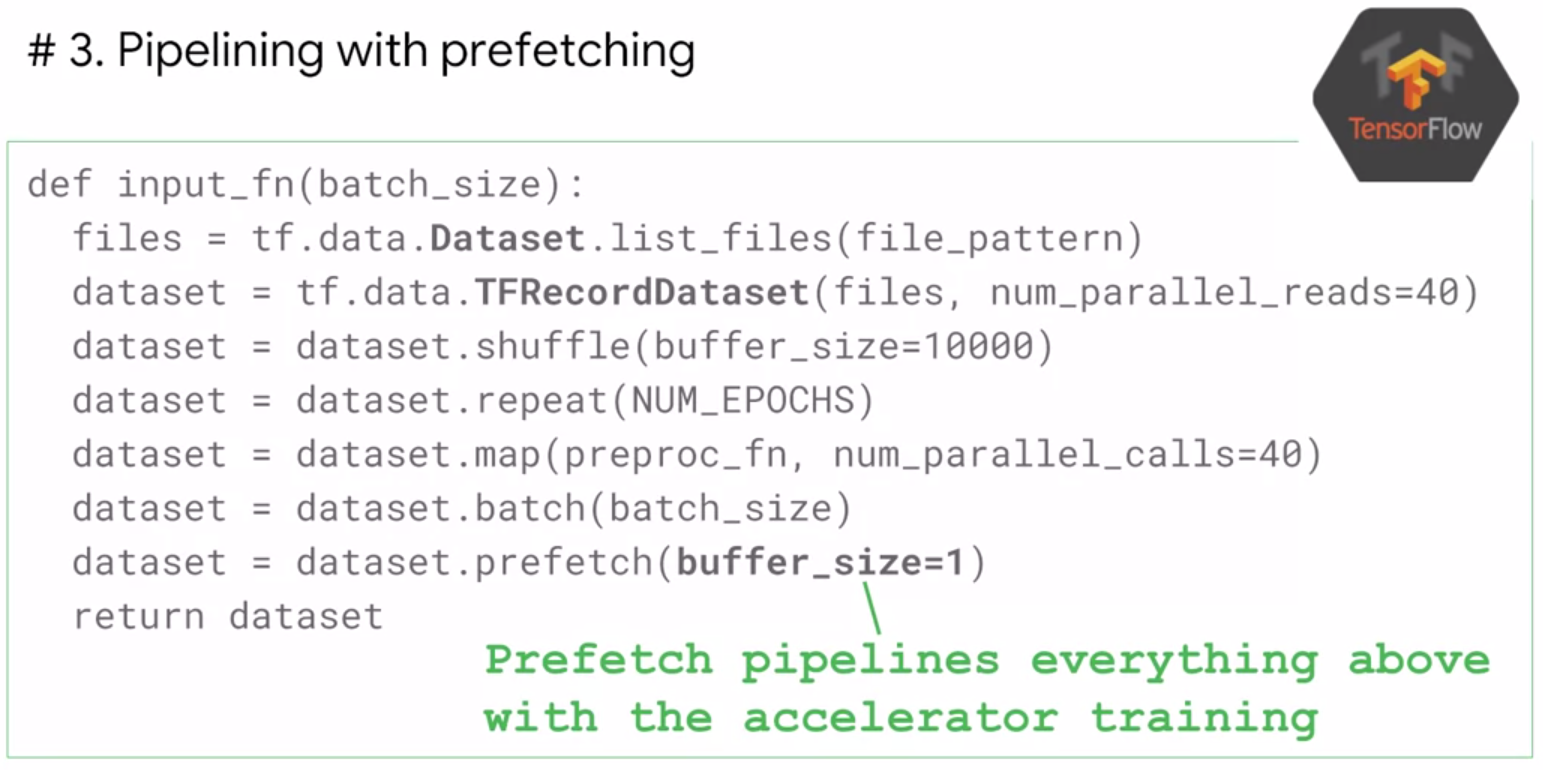 # 3. Pipelining with prefetching
TF
TensorFlow
def input_fn(batch_size):
  files = tf.data.Dataset.list_files(file_pattern)
  dataset = tf.data.TFRecordDataset(files, num_parallel_reads=40)
  dataset = dataset.shuffle(buffer_size=10000)
  dataset = dataset.repeat(NUM_EPOCHS)
  dataset = dataset.map(preproc_fn, num_parallel_calls=40)
  dataset = dataset.batch(batch_size)
  dataset = dataset.prefetch(buffer_size=1)
  return dataset
Prefetch pipelines everything above
with the accelerator training